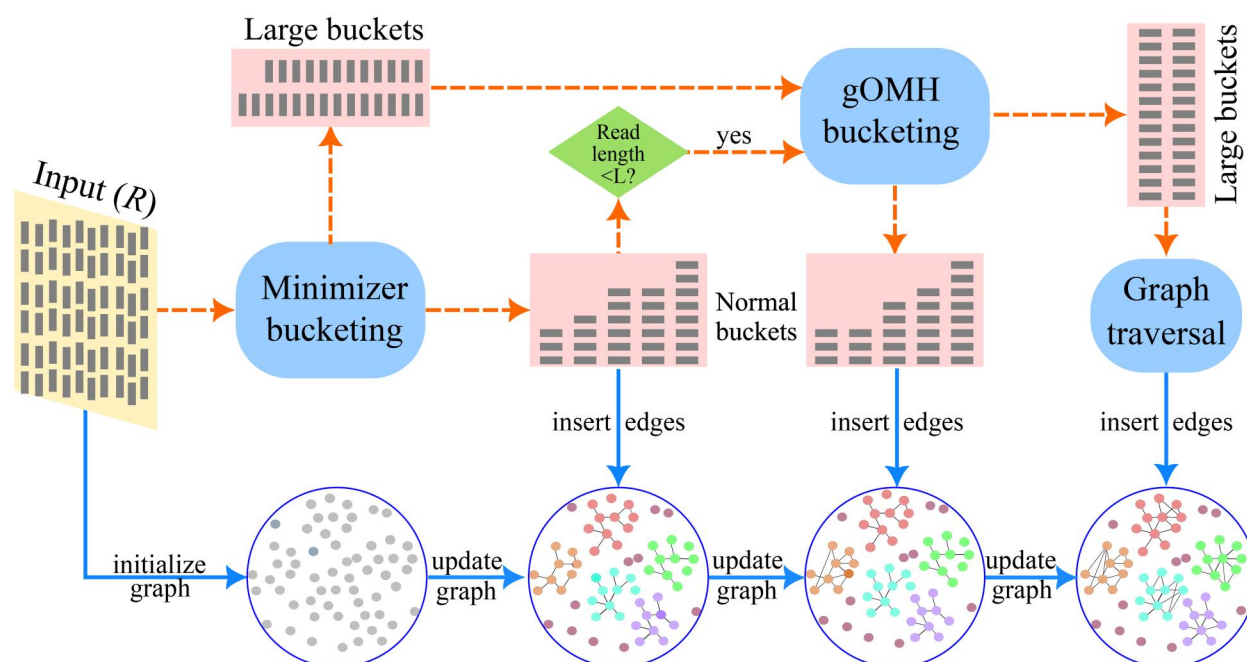 Large buckets
gOMH
bucketing
Large buckets
Read
length
<L?
yes
Input (R)
Minimizer
bucketing
Normal
buckets
Graph
traversal
insert edges
insert edges
insert edges
initialize
graph
update
graph
update
graph
update
graph